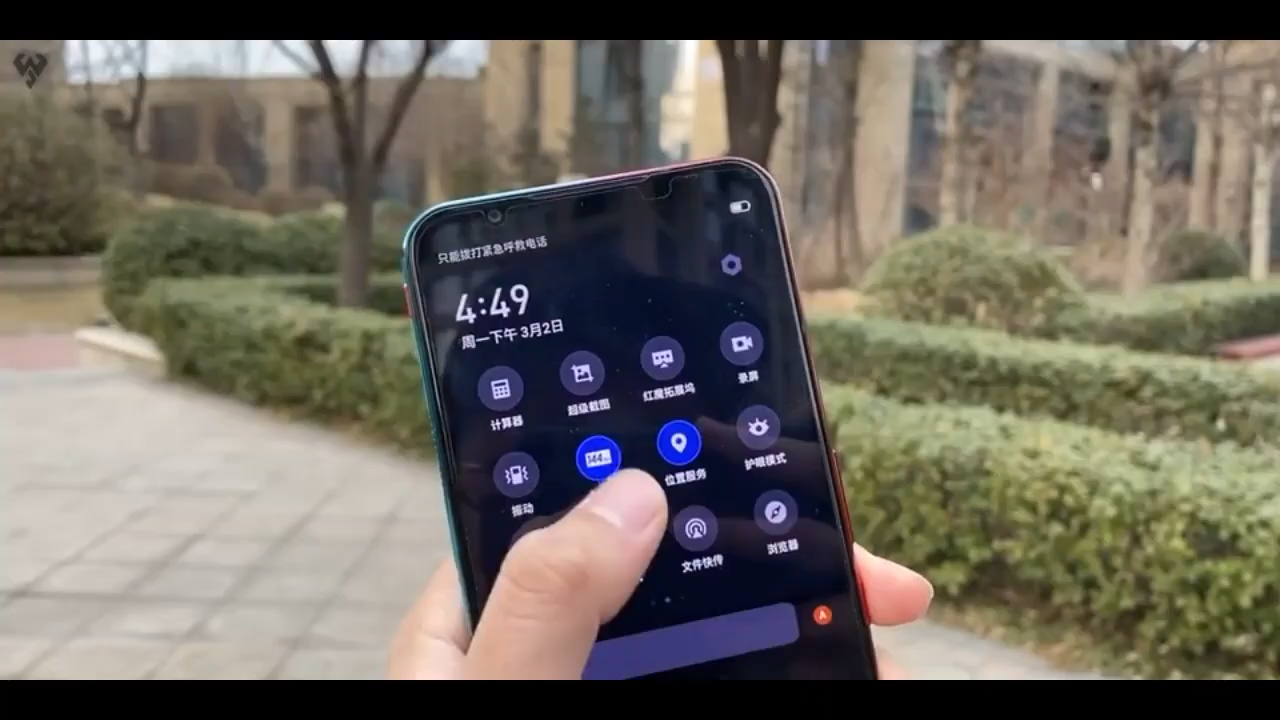 只能拨打紧急呼救电话
4:49
周一下午 3月2日
计算器
超级截图
红魔拓展坞
录屏
振动
144
位置服务
护眼模式
文件快传
浏览器
A